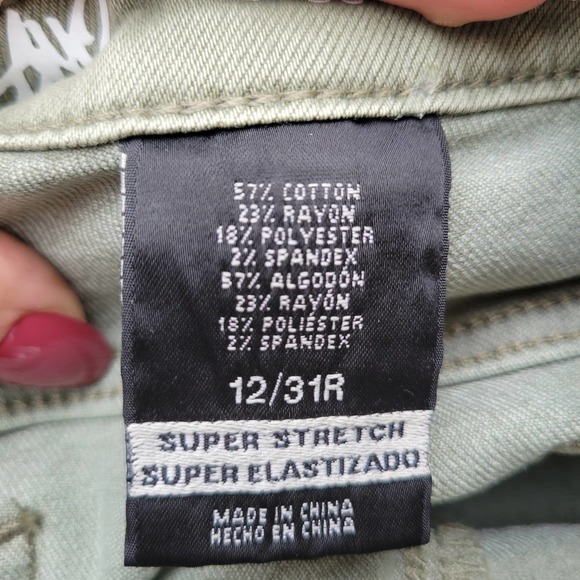 57% COTTON
23% RAYON
18% POLYESTER
2% SPANDEX
57% ALGODÓN
23% RAYÓN
18% POLIÉSTER
2% SPANDEX
12/31R
SUPER STRETCH
SUPER ELASTIZADO
MADE IN CHINA
HECHO EN CHINA